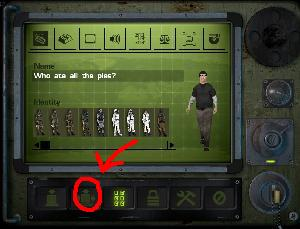 Name
Who ate all the pies?
Identity